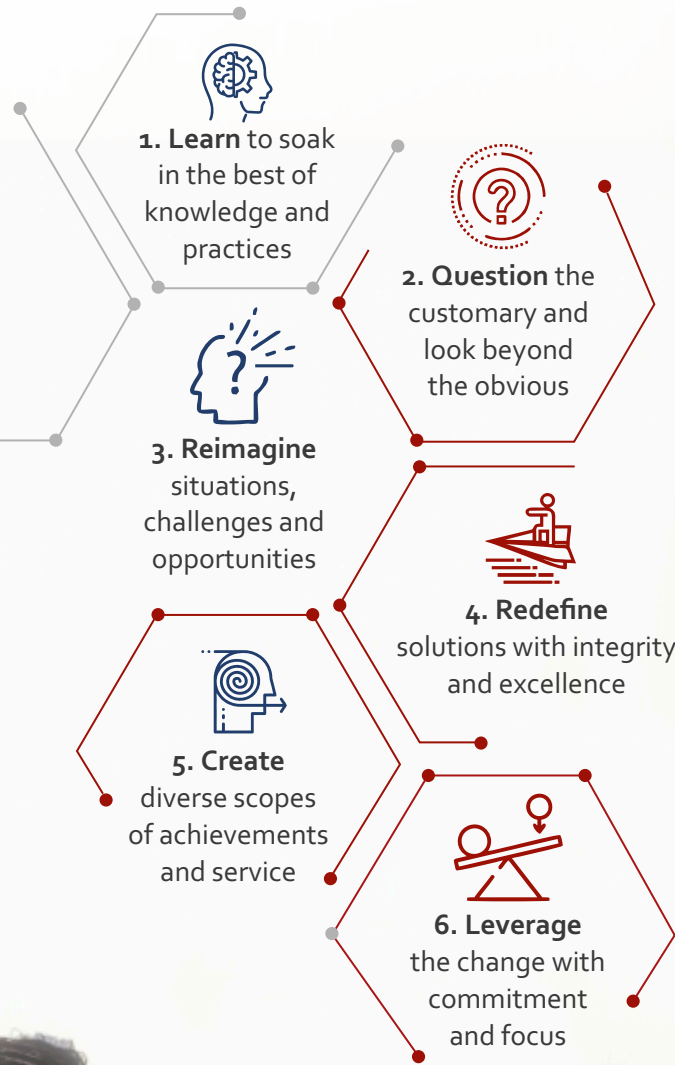 1. Learn to soak
in the best of
knowledge and
practices
2. Question the
customary and
look beyond
the obvious
3. Reimagine
situations,
challenges and
opportunities
4. Redefine
solutions with integrity
and excellence
5. Create
diverse scopes
of achievements
and service
6. Leverage
the change with
commitment
and focus